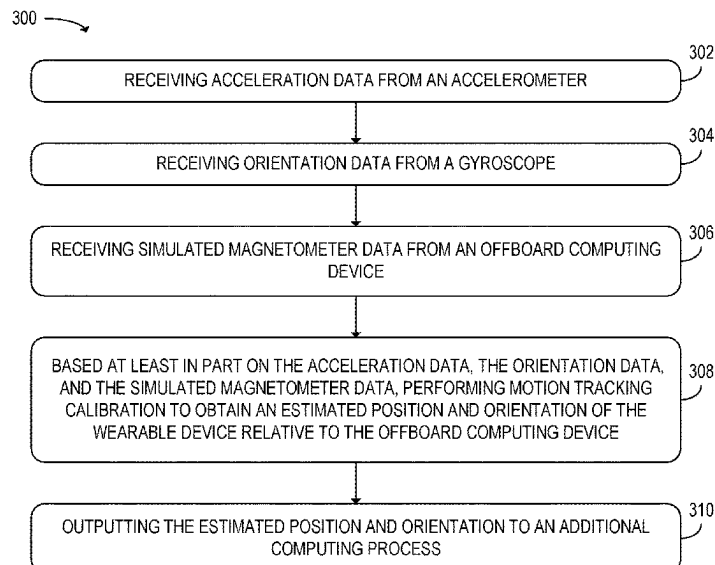 300
302
RECEIVING ACCELERATION DATA FROM AN ACCELEROMETER
304
RECEIVING ORIENTATION DATA FROM A GYROSCOPE
306
RECEIVING SIMULATED MAGNETOMETER DATA FROM AN OFFBOARD COMPUTING
DEVICE
308
BASED AT LEAST IN PART ON THE ACCELERATION DATA, THE ORIENTATION DATA,
AND THE SIMULATED MAGNETOMETER DATA, PERFORMING MOTION TRACKING
CALIBRATION TO OBTAIN AN ESTIMATED POSITION AND ORIENTATION OF THE
WEARABLE DEVICE RELATIVE TO THE OFFBOARD COMPUTING DEVICE
310
OUTPUTTING THE ESTIMATED POSITION AND ORIENTATION TO AN ADDITIONAL
COMPUTING PROCESS